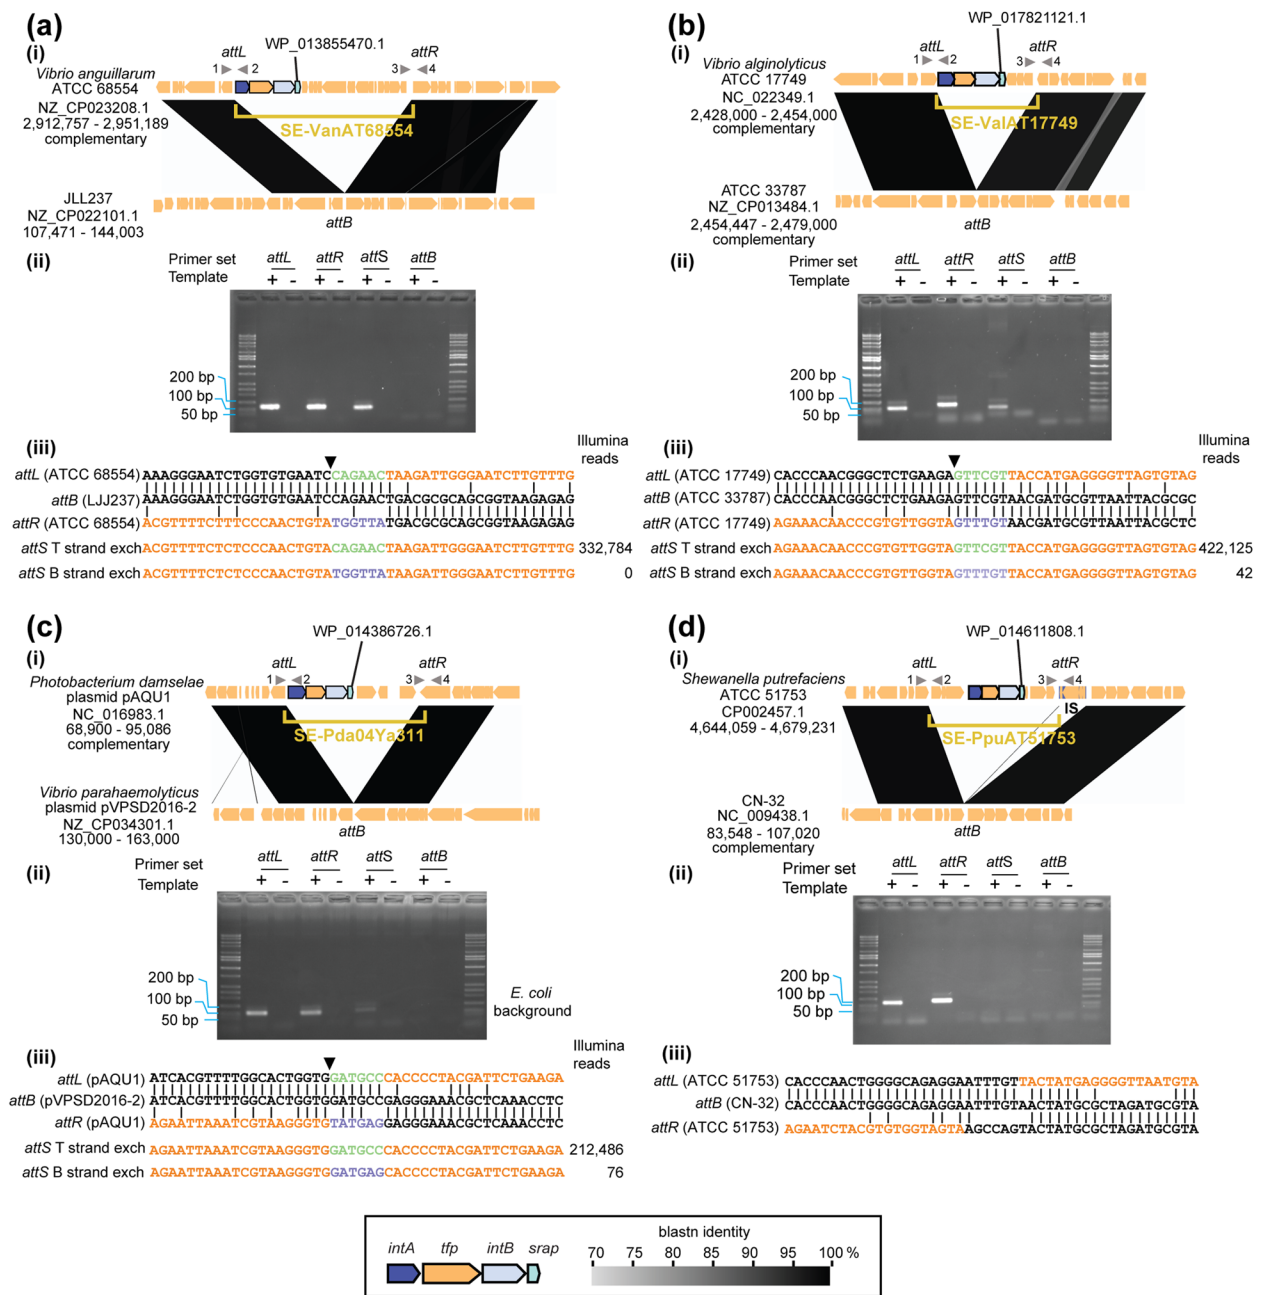 (a)
(i)
attL
WP_013855470.1
attR
1
2
3
4
Vibrio anguillarum
ATCC 68554
NZ_CP023208.1
2,912,757 - 2,951,189
complementary
SE-VanAT68554
JLL237
NZ_CP022101.1
107,471 - 144,003
attB
(ii)
Primer set
attL
attR
attS
attB
Template
+ - + - + - + -
200 bp
100 bp
50 bp
(iii)
Illumina
reads
attL (ATCC 68554) AAAGGGAATCTGGTGTGAATCCAGAACTAAGATTGGGAATCTTGTTTG
attB (LJJ237) AAAGGGAATCTGGTGTGAATCCAGAACTGACGCGCAGCGGTAAGAGAG
attR (ATCC 68554) ACGTTTTCTTTCCCAACTGTATGGTTATGACGCGCAGCGGTAAGAGAG
attS T strand exch ACGTTTTCTCTCCCAACTGTACAGAACTAAGATTGGGAATCTTGTTTG 332,784
attS B strand exch ACGTTTTCTCTCCCAACTGTATGGTTATAAGATTGGGAATCTTGTTTG 0
(b)
(i)
attL
WP_017821121.1
attR
1
2
3
4
Vibrio alginolyticus
ATCC 17749
NC_022349.1
2,428,000 - 2,454,000
complementary
SE-ValAT17749
ATCC 33787
NZ_CP013484.1
2,454,447 - 2,479,000
complementary
attB
(ii)
Primer set
attL
attR
attS
attB
Template
+ - + - + - + -
200 bp
100 bp
50 bp
(iii)
Illumina
reads
attL (ATCC 17749) CACCCAACGGGCTCTGAAGAGTTCGTTACCATGAGGGGTTAGTGTAG
attB (ATCC 33787) CACCCAACGGGCTCTGAAGAGTTCGTAACGATGCGTTAATTACGCGC
attR (ATCC 17749) AGAAACAACCCGTGTTGGTAGTTTGTAACGATGCGTTAATTACGCTC
attS T strand exch AGAAACAACCCGTGTTGGTAGTTCGTTACCATGAGGGGTTAGTGTAG 422,125
attS B strand exch AGAAACAACCCGTGTTGGTAGTTTGTTACCATGAGGGGTTAGTGTAG 42
(c)
(i)
attL
WP_014386726.1
attR
1
2
3
4
Photobacterium damselae
plasmid pAQU1
NC_016983.1
68,900 - 95,086
complementary
SE-Pda04Ya311
Vibrio parahaemolyticus
plasmid pVPSD2016-2
NZ_CP034301.1
130,000 - 163,000
attB
(ii)
Primer set
attL
attR
attS
attB
Template
+ - + - + - + -
200 bp
100 bp
50 bp
E. coli
background
(iii)
Illumina
reads
attL (pAQU1) ATCACGTTTTGGCACTGGTGGATGCCCACCCCTACGATTCTGAAGA
attB (pVPSD2016-2) ATCACGTTTTGGCACTGGTGGATGCCGAGGGAAACGCTCAAACCTC
attR (pAQU1) AGAATTAAATCGTAAGGGTGTATGAGGAGGGAAACGCTCAAACCTC
attS T strand exch AGAATTAAATCGTAAGGGTGGATGCCCACCCCTACGATTCTGAAGA 212,486
attS B strand exch AGAATTAAATCGTAAGGGTGGATGAGCACCCCTACGATTCTGAAGA 76
(d)
(i)
attL
WP_014611808.1
attR
1
2
3
4
Shewanella putrefaciens
ATCC 51753
CP002457.1
4,644,059 - 4,679,231
IS
SE-PpuAT51753
CN-32
NC_009438.1
83,548 - 107,020
complementary
attB
(ii)
Primer set
attL
attR
attS
attB
Template
+ - + - + - + -
200 bp
100 bp
50 bp
(iii)
attL (ATCC 51753) CACCCAACTGGGGCAGAGGAATTTGTTACTATGAGGGGTTAATGTA
attB (CN-32) CACCCAACTGGGGCAGAGGAATTTGTAACTATGCGCTAGATGCGTA
attR (ATCC 51753) AGAATCTACGTGTGGTAGTAAGCCAGTACTATGCGCTAGATGCGTA
intA
tfp
intB
srap
blastn identity
70 75 80 85 90 95 100 %